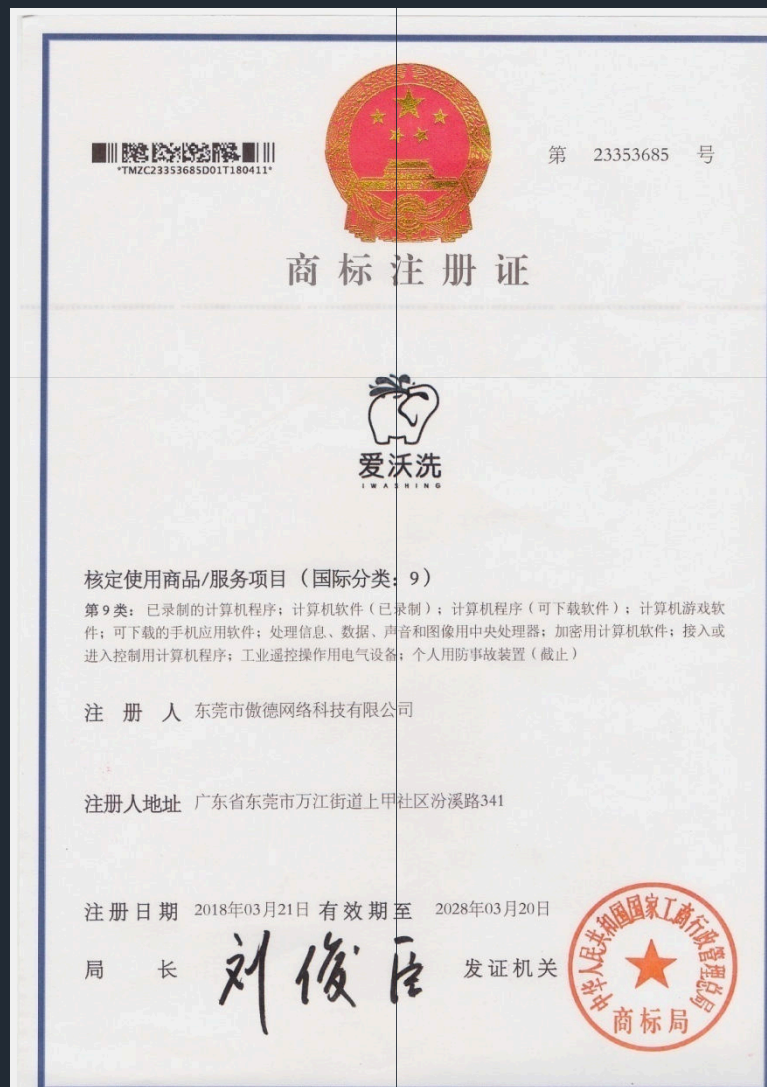 *TMZC23353685D01T180411*
第 23353685 号
商标注册证
爱沃洗
IWASHING
核定使用商品/服务项目（国际分类：9）
第9类：已录制的计算机程序；计算机软件（已录制）；计算机程序（可下载软件）；计算机游戏软
件；可下载的手机应用软件；处理信息、数据、声音和图像用中央处理器；加密用计算机软件；接入或
进入控制用计算机程序；工业遥控操作用电气设备；个人用防事故装置（截止）
注册人 东莞市傲德网络科技有限公司
注册人地址 广东省东莞市万江街道上甲社区汾溪路341
注册日期 2018年03月21日 有效期至 2028年03月20日
局长 刘俊臣 发证机关
中华人民共和国国家工商行政管理总局
商标局